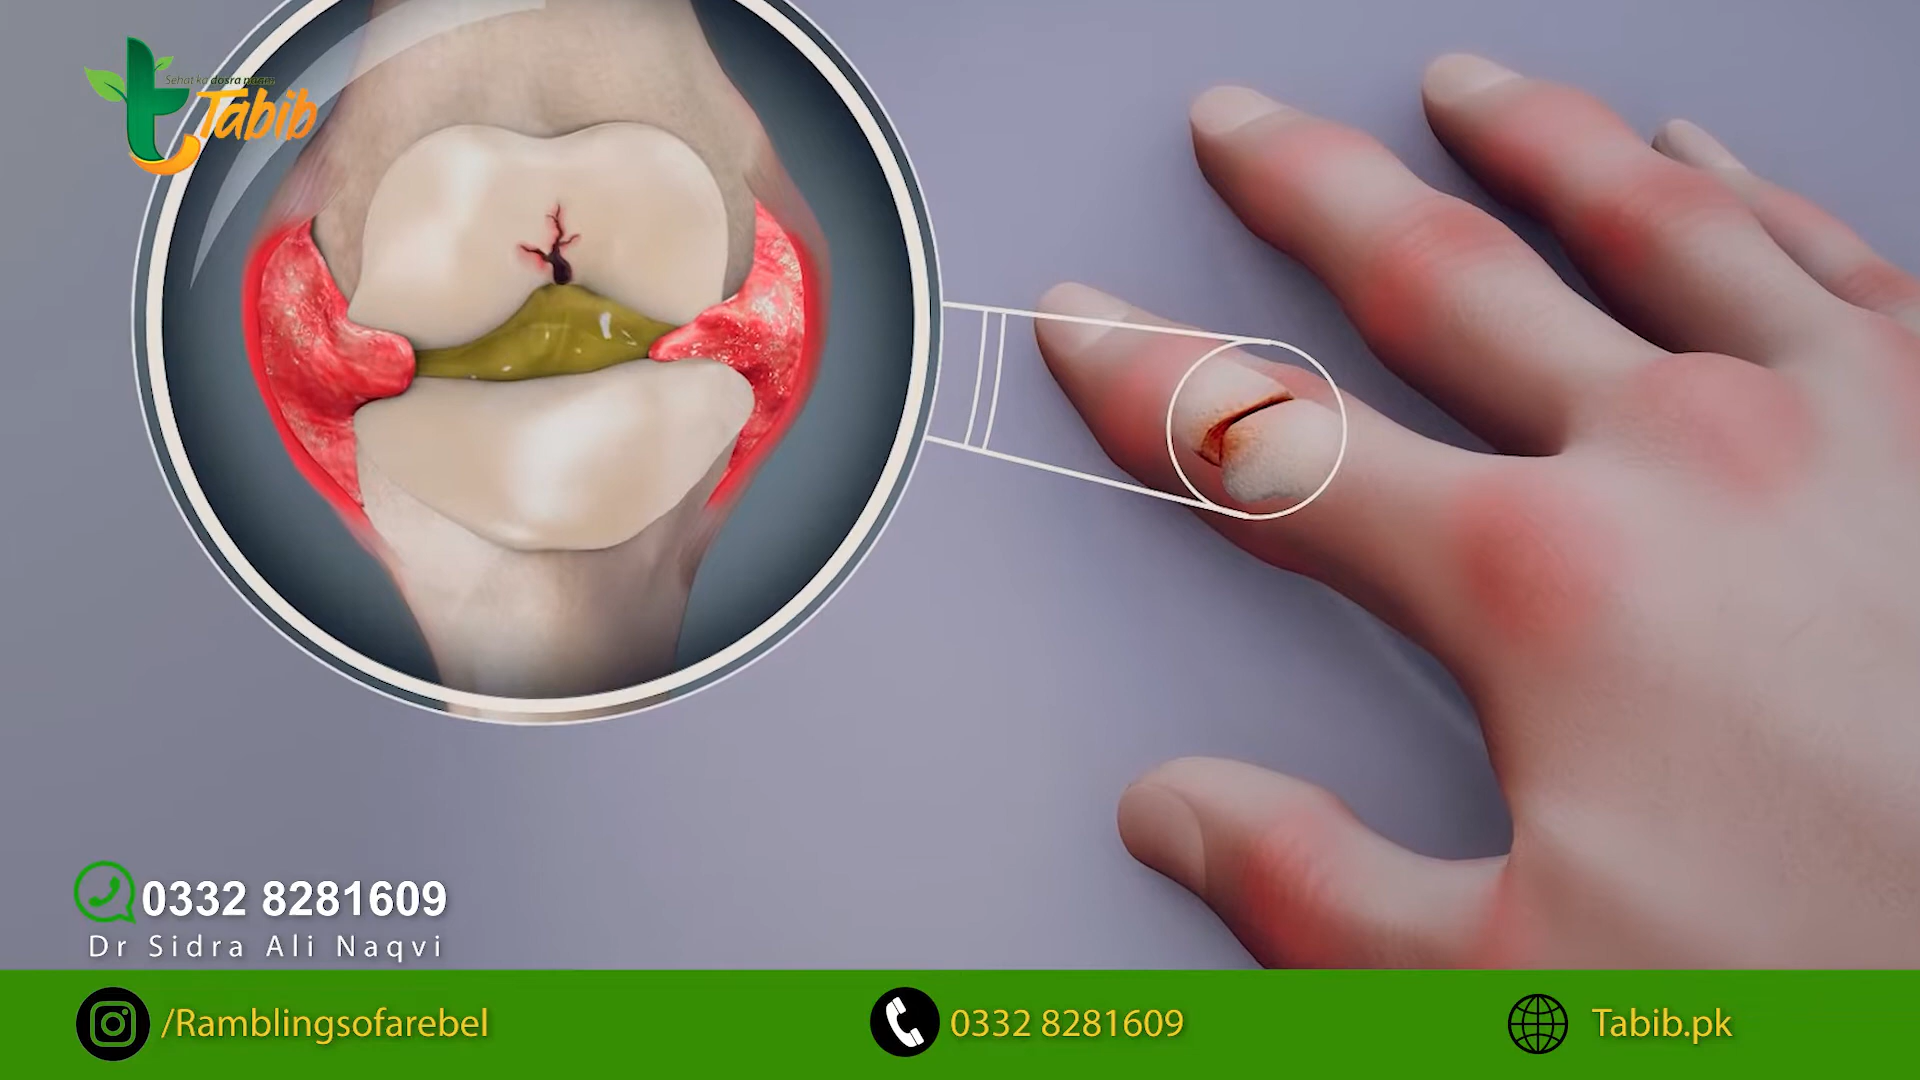 Sehat ka dosra naam
Tabib
0332 8281609
Dr Sidra Ali Naqvi
/Ramblingsofarebel
0332 8281609
Tabib.pk